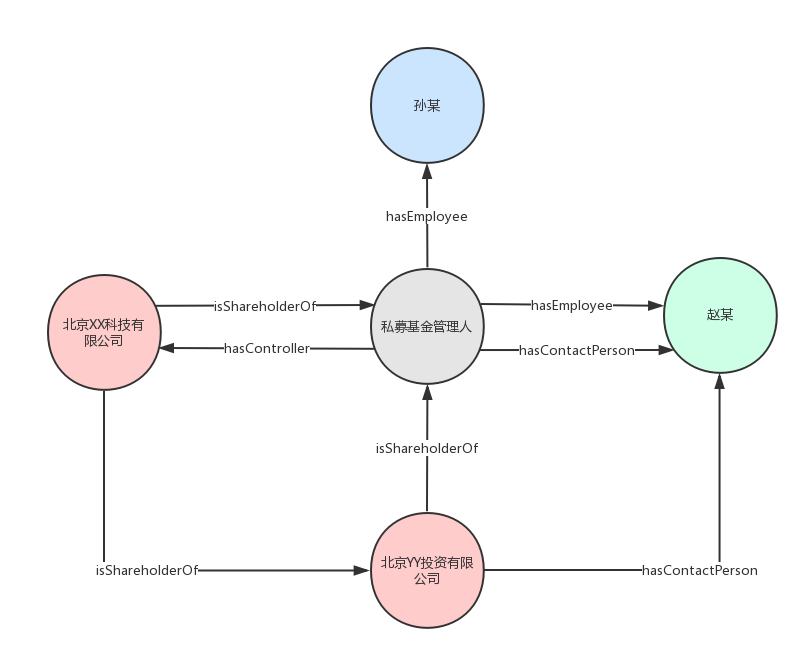 孙某
hasEmployee
isShareholderOf
hasEmployee
北京XX科技有
限公司
私募基金管理人
赵某
hasController
hasContactPerson
isShareholderOf
北京YY投资有限
公司
isShareholderOf
hasContactPerson